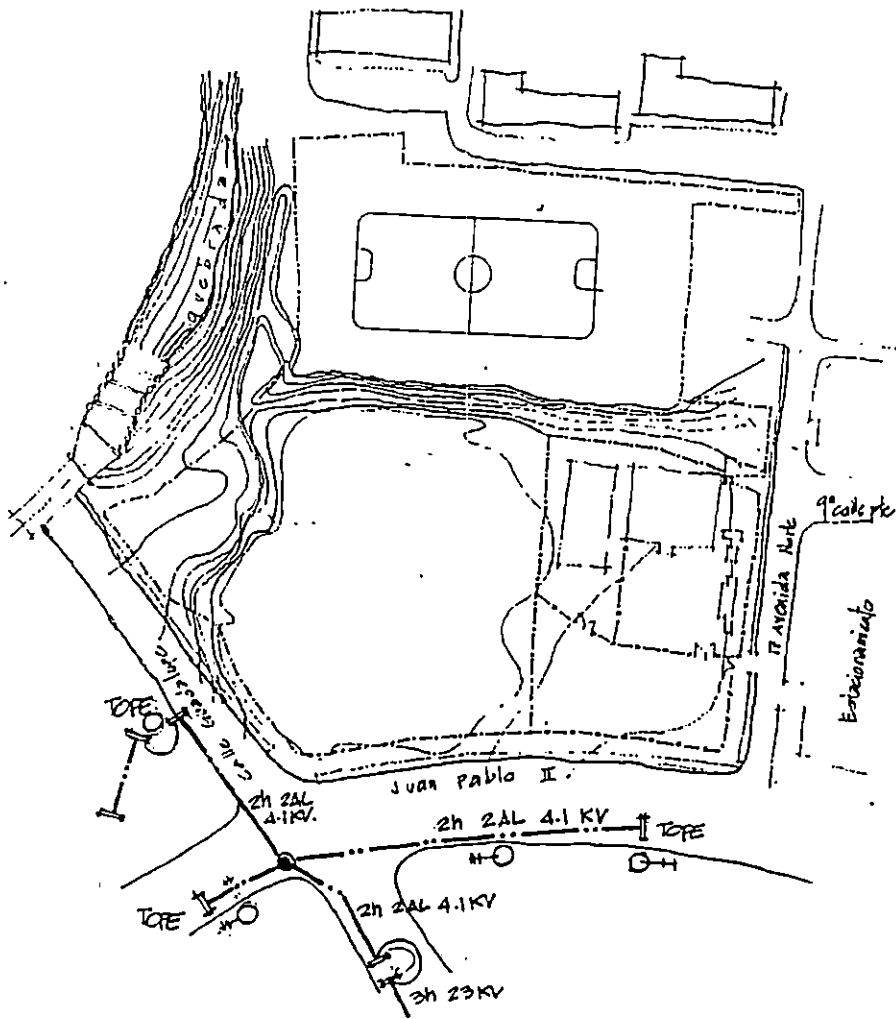 quebrada
9ª calle pte
17 Avenida Norte
Estacionamiento
Calle Guadalupe
TOPE
Juan Pablo II.
2h 2AL
4.1KV.
2h 2AL 4.1 KV
TOPE
2h 2AL 4.1KV
TOPE
3h 23KV